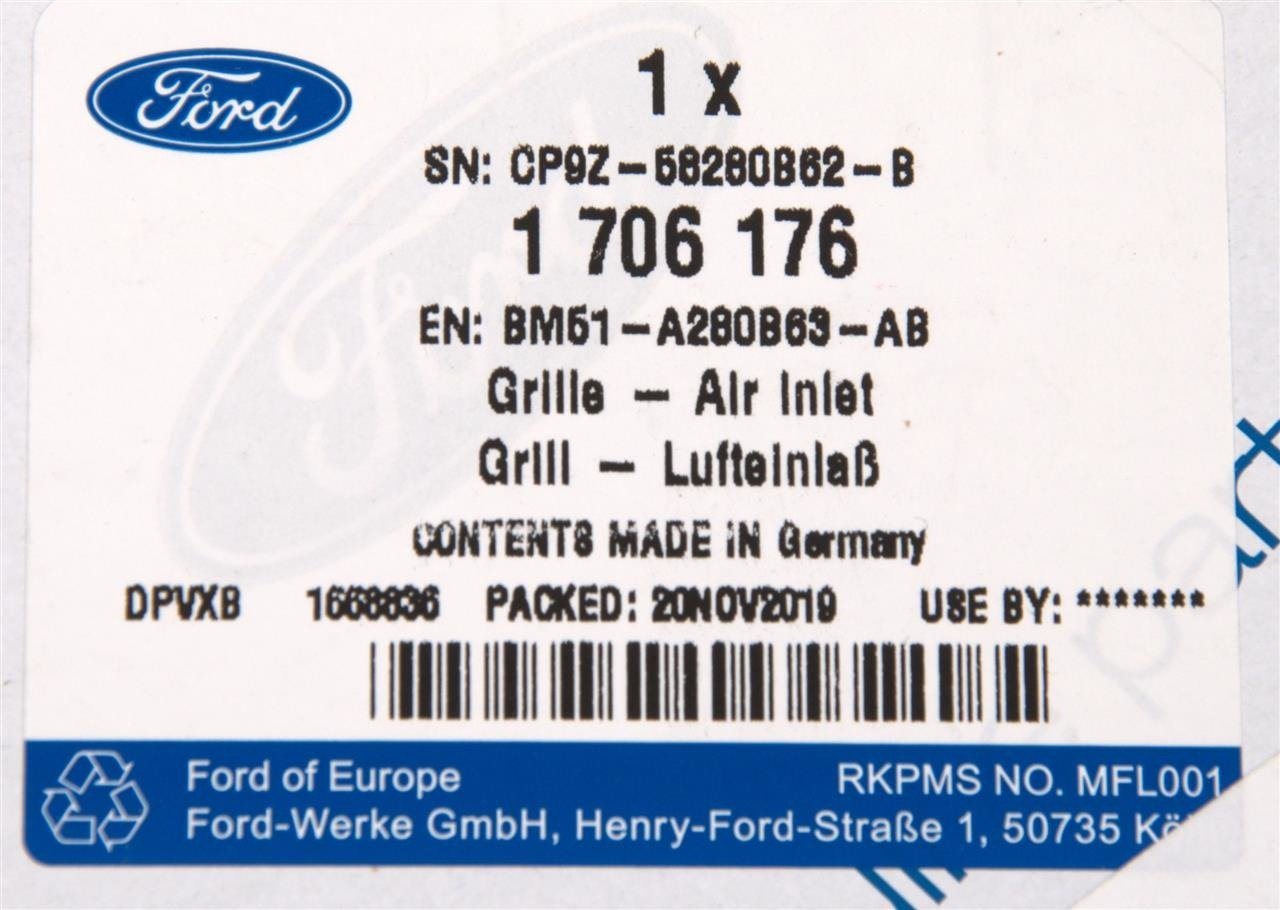 Ford
1 x
SN: CP9Z-58280B62-B
1 706 176
EN: BM51-A280B63-AB
Grille - Air Inlet
Grill - Lufteinlaß
CONTENTS MADE IN Germany
DPVXB 1668836 PACKED: 20NOV2019 USE BY: *******
Ford of Europe RKPMS NO. MFL001
Ford-Werke GmbH, Henry-Ford-Straße 1, 50735